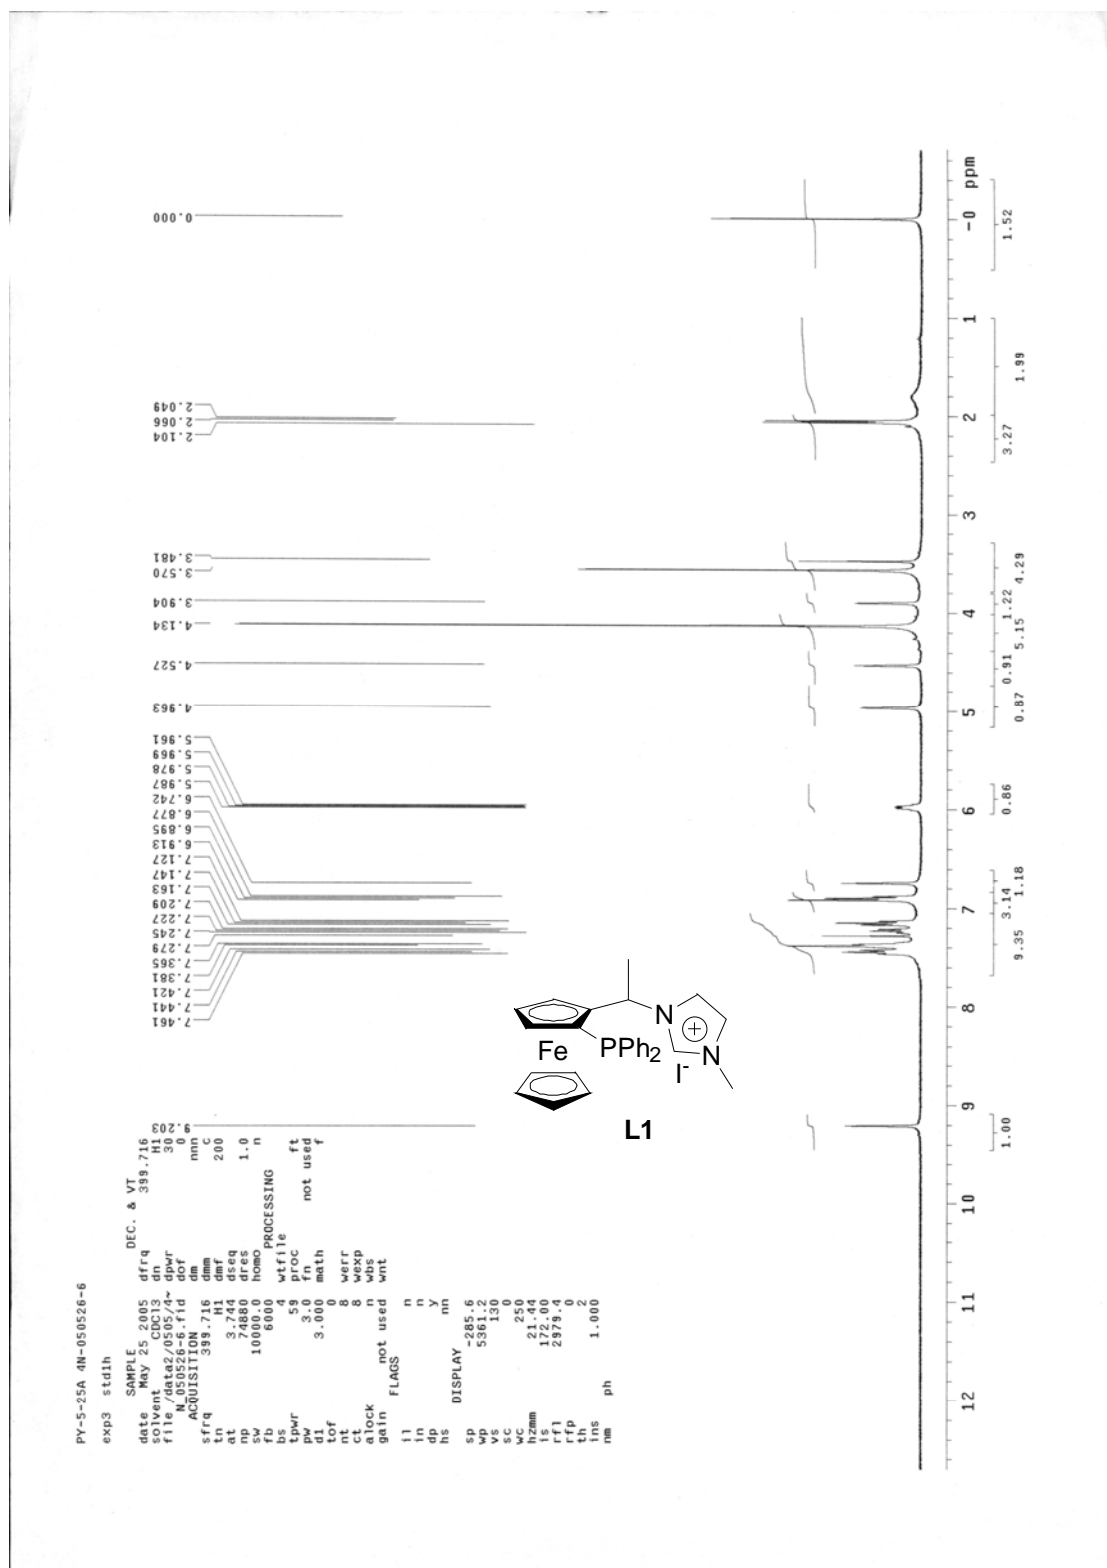 PY-5-25A 4N-050526-6
exp3 std1h
SAMPLE
date May 25 2005
solvent CDCl3
file /data2/0505/4~
N_050526-6.fid
ACQUISITION
sfrq 399.716
tn H1
at 3.744
np 74880
sw 10000.0
fb 6000
bs 4
tpwr 59
pw 3.0
d1 3.000
tof 0
nt 8
ct 8
alock n
gain not used
FLAGS
il n
in n
dp y
hs nn
DISPLAY
sp -285.6
wp 5361.2
vs 130
sc 0
wc 250
hzmm 21.44
is 172.00
rfl 2979.4
rfp 0
th 2
ins 1.000
nm ph
DEC. & VT
dfrq 399.716
dn H1
dpwr 30
dof 0
dm nnn
dmm c
dmf 200
dseq
dres 1.0
homo n
PROCESSING
wtfile
proc ft
fn not used
math f
werr
wexp
wbs
wnt
9.203
7.461
7.441
7.421
7.381
7.365
7.279
7.245
7.227
7.209
7.163
7.147
7.127
6.913
6.895
6.877
6.742
5.987
5.978
5.969
5.961
4.963
4.527
4.134
3.904
3.570
3.481
2.104
2.066
2.049
0.000
Fe
PPh2
N
+
N
I-
L1
12 11 10 9 8 7 6 5 4 3 2 1 -0 ppm
1.00
9.35
3.14
1.18
0.86
0.87
0.91
5.15
1.22
4.29
3.27
1.99
1.52